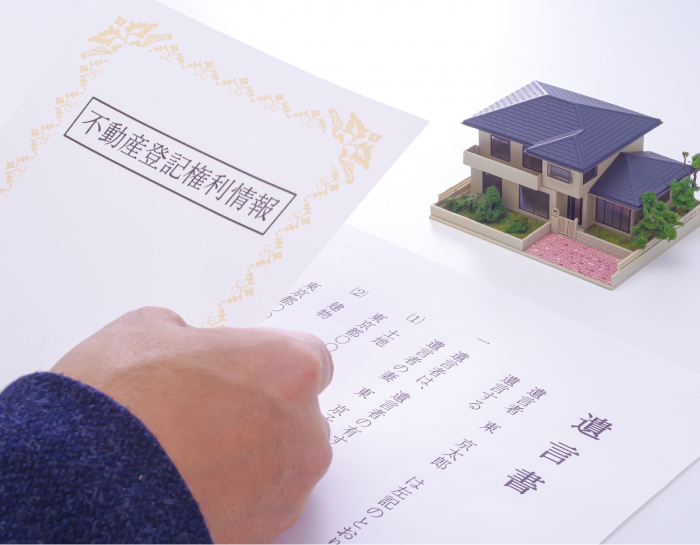 不動産登記権利情報
遺言書
遺言者 東 京太郎 は左記のとおり
遺言する
一 遺言者は、遺言者の有す
遺言者の妻 東 京
(1) 土地
東京都〇〇
(2) 建物
東京都〇